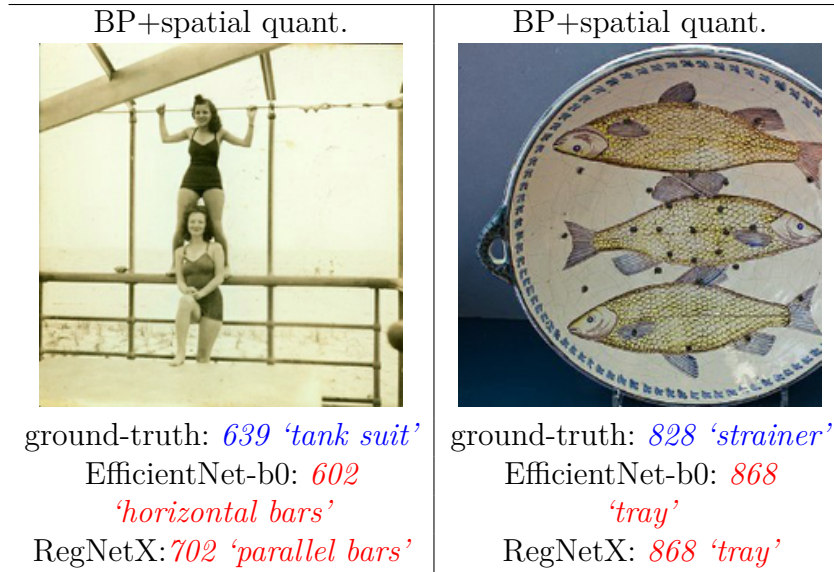 BP+spatial quant.
ground-truth: 639 ‘tank suit’
EfficientNet-b0: 602
‘horizontal bars’
RegNetX:702 ‘parallel bars’
BP+spatial quant.
ground-truth: 828 ‘strainer’
EfficientNet-b0: 868
‘tray’
RegNetX: 868 ‘tray’